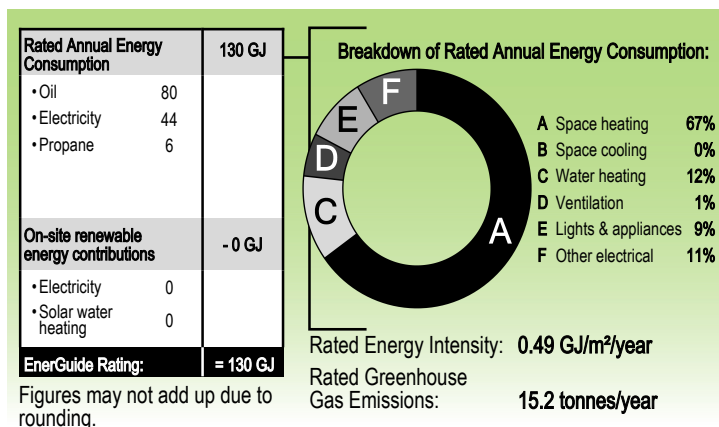 Rated Annual Energy Consumption 130 GJ
• Oil 80
• Electricity 44
• Propane 6
On-site renewable energy contributions - 0 GJ
• Electricity 0
• Solar water heating 0
EnerGuide Rating: = 130 GJ
Figures may not add up due to
rounding.
Breakdown of Rated Annual Energy Consumption:
A
C
D
E
F
A Space heating 67%
B Space cooling 0%
C Water heating 12%
D Ventilation 1%
E Lights & appliances 9%
F Other electrical 11%
Rated Energy Intensity: 0.49 GJ/m²/year
Rated Greenhouse
Gas Emissions: 15.2 tonnes/year